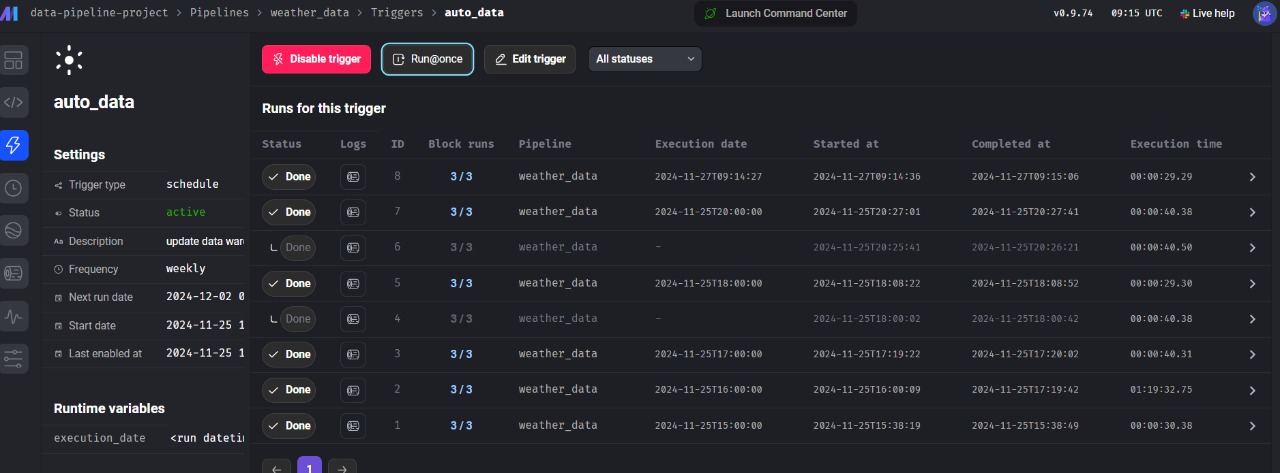 data-pipeline-project > Pipelines > weather_data > Triggers > auto_data
Launch Command Center
v0.9.74 09:15 UTC Live help
auto_data
Settings
Trigger type schedule
Status active
Description update data war
Frequency weekly
Next run date 2024-12-02 0
Start date 2024-11-25 1
Last enabled at 2024-11-25 1
Runtime variables
execution_date <run datetin
Disable trigger Run@once Edit trigger All statuses
Runs for this trigger
Status Logs ID Block runs Pipeline Execution date Started at Completed at Execution time
Done 8 3/3 weather_data 2024-11-27T09:14:27 2024-11-27T09:14:36 2024-11-27T09:15:06 00:00:29.29
Done 7 3/3 weather_data 2024-11-25T20:00:00 2024-11-25T20:27:01 2024-11-25T20:27:41 00:00:40.38
Done 6 3/3 weather_data - 2024-11-25T20:25:41 2024-11-25T20:26:21 00:00:40.50
Done 5 3/3 weather_data 2024-11-25T18:00:00 2024-11-25T18:08:22 2024-11-25T18:08:52 00:00:29.30
Done 4 3/3 weather_data - 2024-11-25T18:00:02 2024-11-25T18:00:42 00:00:40.38
Done 3 3/3 weather_data 2024-11-25T17:00:00 2024-11-25T17:19:22 2024-11-25T17:20:02 00:00:40.31
Done 2 3/3 weather_data 2024-11-25T16:00:00 2024-11-25T16:00:09 2024-11-25T17:19:42 01:19:32.75
Done 1 3/3 weather_data 2024-11-25T15:00:00 2024-11-25T15:38:19 2024-11-25T15:38:49 00:00:30.38
1